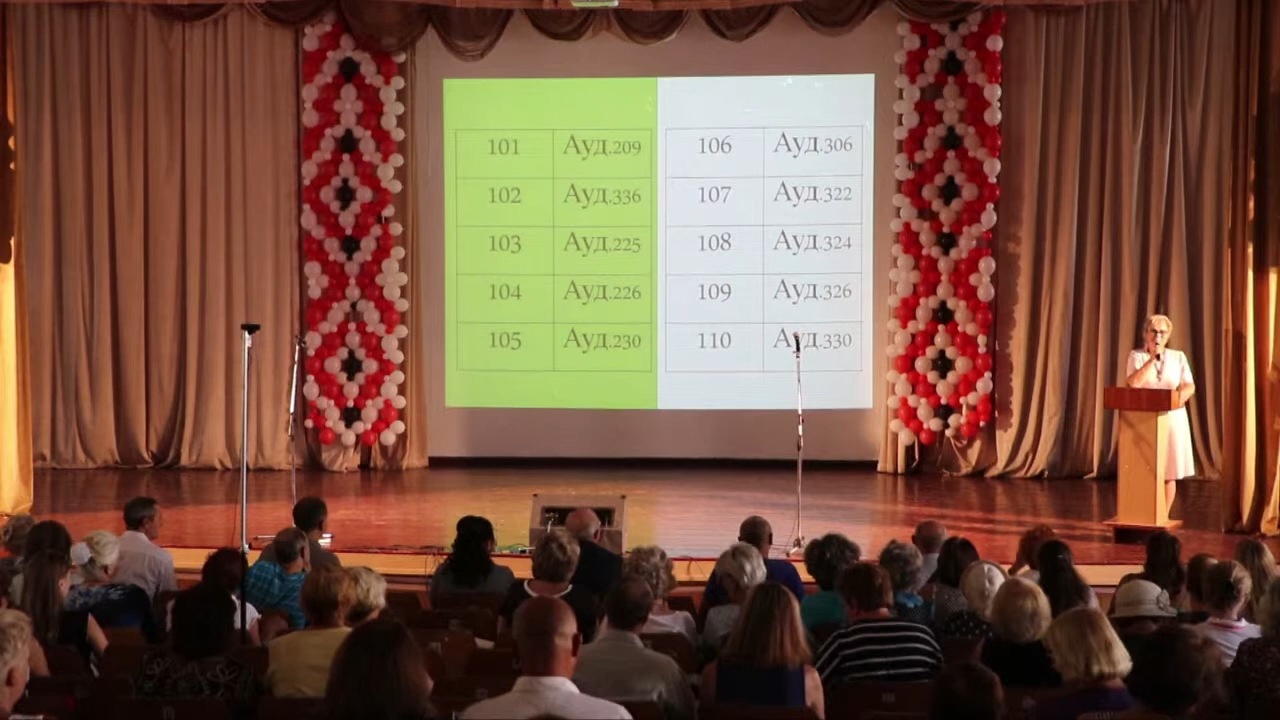 101 Ауд.209
102 Ауд.336
103 Ауд.225
104 Ауд.226
105 Ауд.230
106 Ауд.306
107 Ауд.322
108 Ауд.324
109 Ауд.326
110 Ауд.330